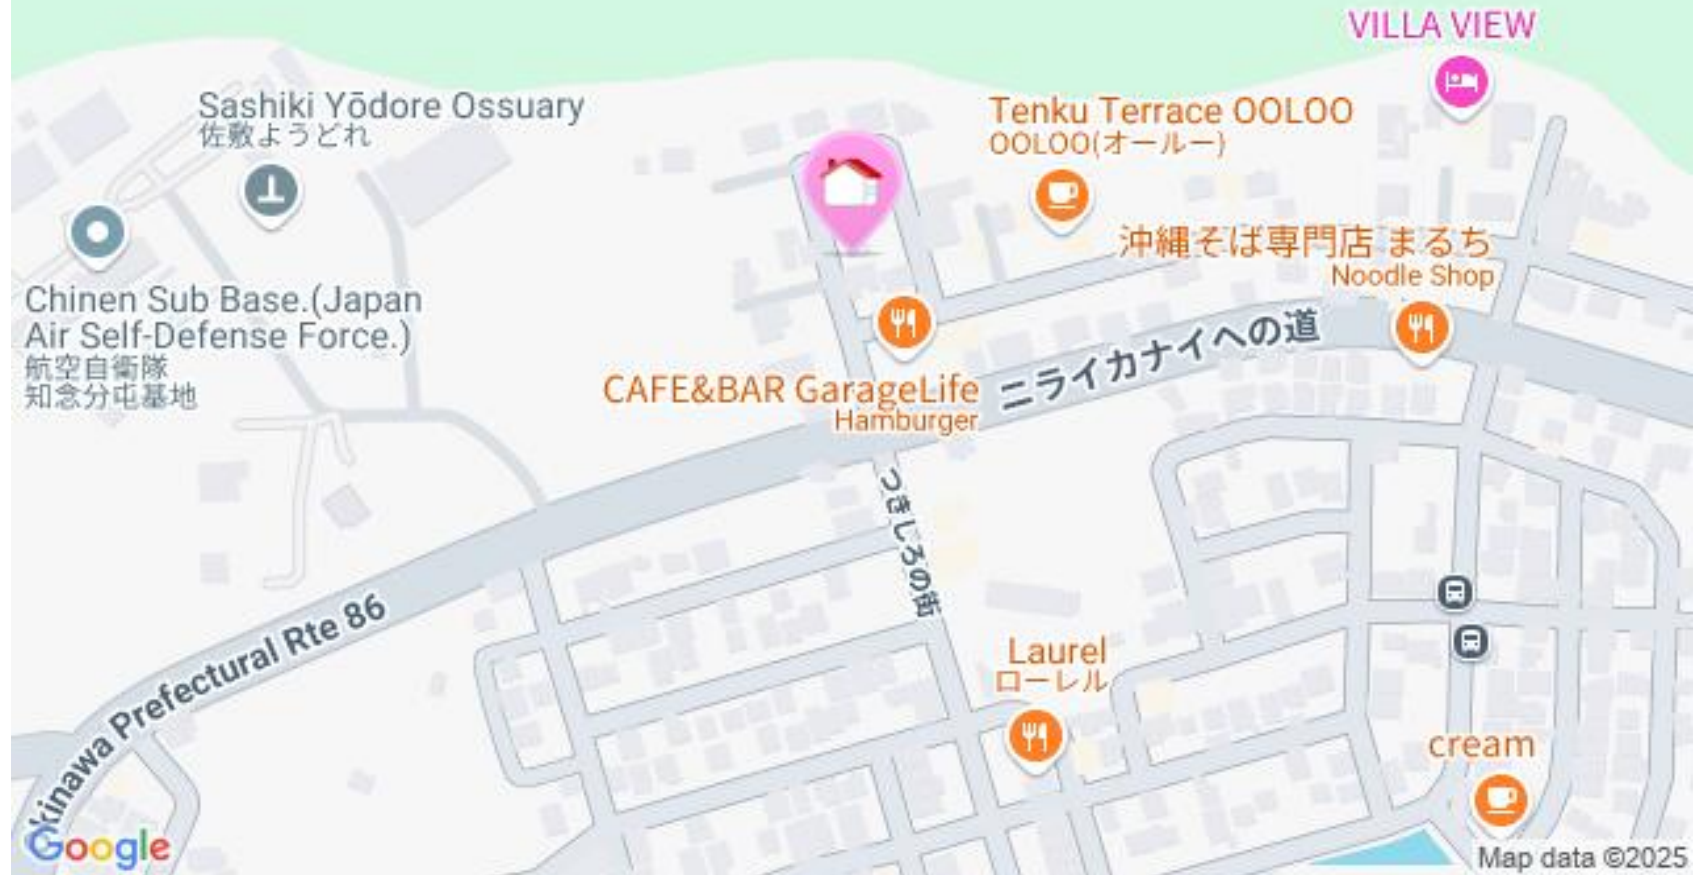 VILLA VIEW
Sashiki Yōdore Ossuary
佐敷ようどれ
Tenku Terrace OOLOO
OOLOO(オールー)
沖縄そば専門店 まるち
Noodle Shop
Chinen Sub Base.(Japan
Air Self-Defense Force.)
航空自衛隊
知念分屯基地
CAFE&BAR GarageLife
Hamburger
ニライカナイへの道
つきしろの街
kinawa Prefectural Rte 86
Laurel
ローレル
cream
Google
Map data ©2025